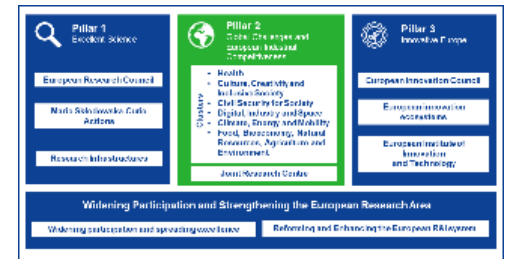 Pillar 1
Excellent Science
European Research Council
Marie Sklodowska-Curie
Actions
Research Infrastructures
Pillar 2
Global Challenges and
European Industrial
Competitiveness
Clusters
• Health
• Culture, Creativity and
Inclusive Society
• Civil Security for Society
• Digital, Industry and Space
• Climate, Energy and Mobility
• Food, Bioeconomy, Natural
Resources, Agriculture and
Environment
Joint Research Centre
Pillar 3
Innovative Europe
European Innovation Council
European innovation
ecosystems
European Institute of
Innovation
and Technology
Widening Participation and Strengthening the European Research Area
Widening participation and spreading excellence
Reforming and Enhancing the European R&I system